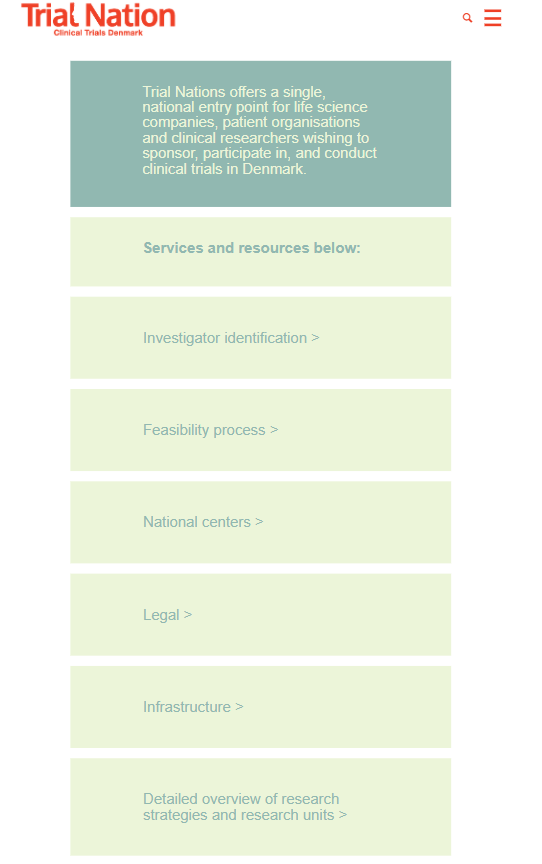 Trial Nation
Clinical Trials Denmark
Trial Nations offers a single,
national entry point for life science
companies, patient organisations
and clinical researchers wishing to
sponsor, participate in, and conduct
clinical trials in Denmark.
Services and resources below:
Investigator identification >
Feasibility process >
National centers >
Legal >
Infrastructure >
Detailed overview of research
strategies and research units >